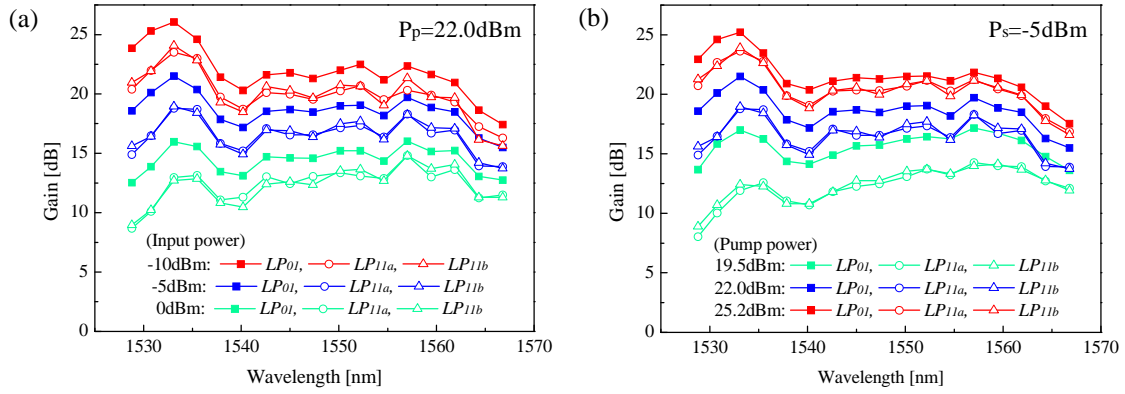 (a)
P_p=22.0dBm
Gain [dB]
25
20
15
10
5
0
(Input power)
-10dBm: LP01, LP11a, LP11b
-5dBm: LP01, LP11a, LP11b
0dBm: LP01, LP11a, LP11b
1530 1540 1550 1560 1570
Wavelength [nm]
(b)
P_s=-5dBm
Gain [dB]
25
20
15
10
5
0
(Pump power)
19.5dBm: LP01, LP11a, LP11b
22.0dBm: LP01, LP11a, LP11b
25.2dBm: LP01, LP11a, LP11b
1530 1540 1550 1560 1570
Wavelength [nm]